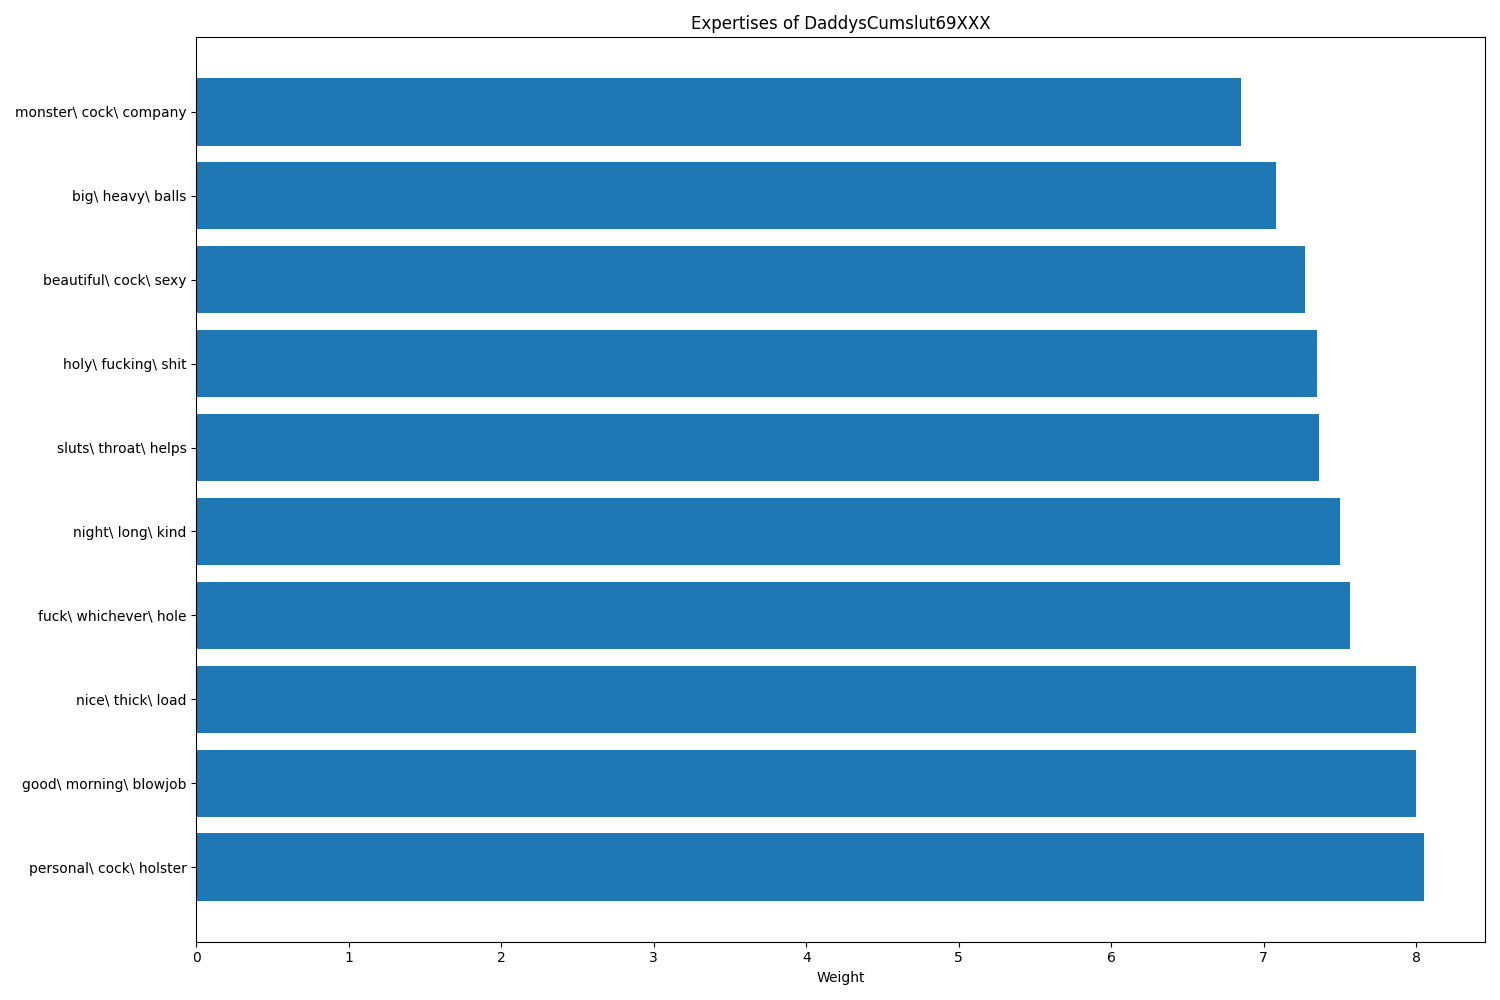 Expertises of DaddysCumslut69XXX
monster\ cock\ company
big\ heavy\ balls
beautiful\ cock\ sexy
holy\ fucking\ shit
sluts\ throat\ helps
night\ long\ kind
fuck\ whichever\ hole
nice\ thick\ load
good\ morning\ blowjob
personal\ cock\ holster
0 1 2 3 4 5 6 7 8
Weight